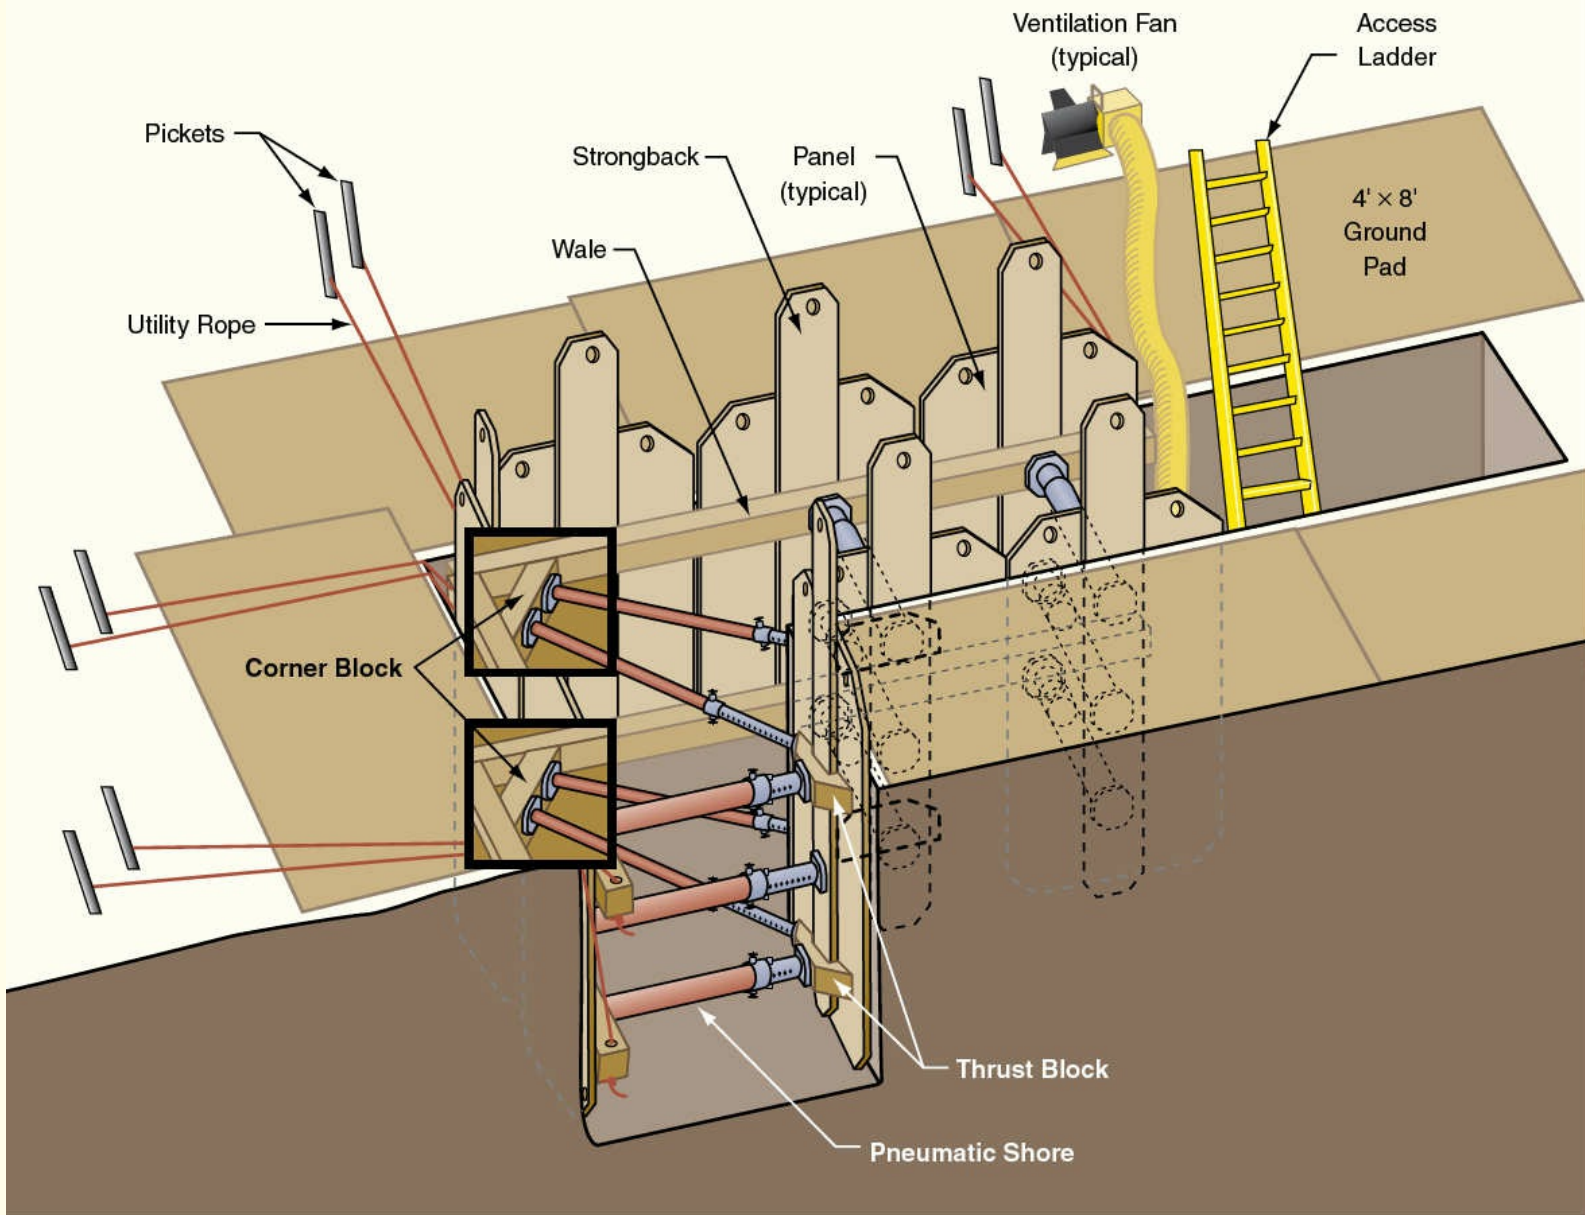 Ventilation Fan
(typical)
Access
Ladder
Pickets
Strongback
Panel
(typical)
4' × 8'
Ground
Pad
Wale
Utility Rope
Corner Block
Thrust Block
Pneumatic Shore